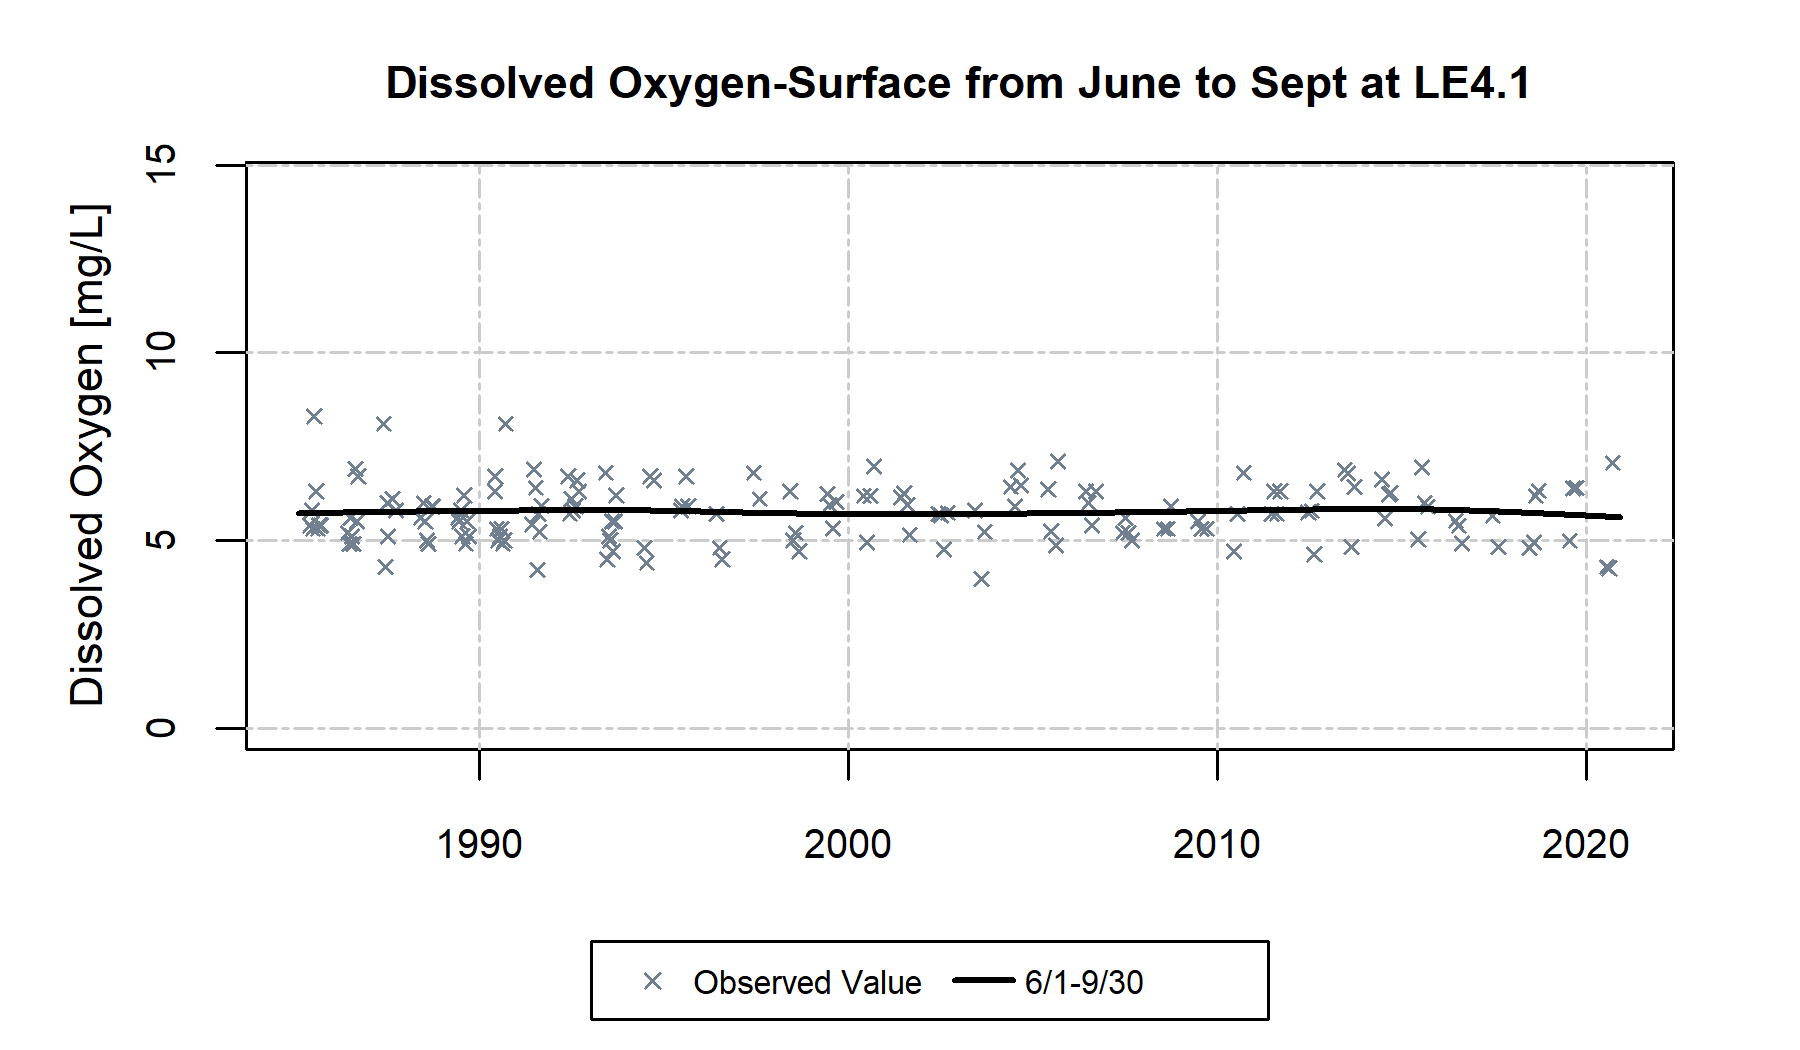 Dissolved Oxygen-Surface from June to Sept at LE4.1
Dissolved Oxygen [mg/L]
15
10
5
0
1990 2000 2010 2020
Observed Value 6/1-9/30